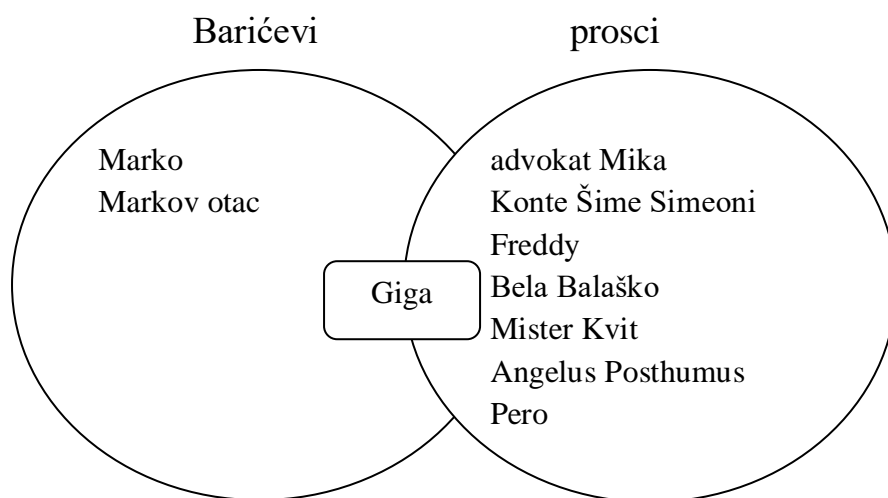 Barićevi
prosci
Marko
Markov otac
Giga
advokat Mika
Konte Šime Simeoni
Freddy
Bela Balaško
Mister Kvit
Angelus Posthumus
Pero